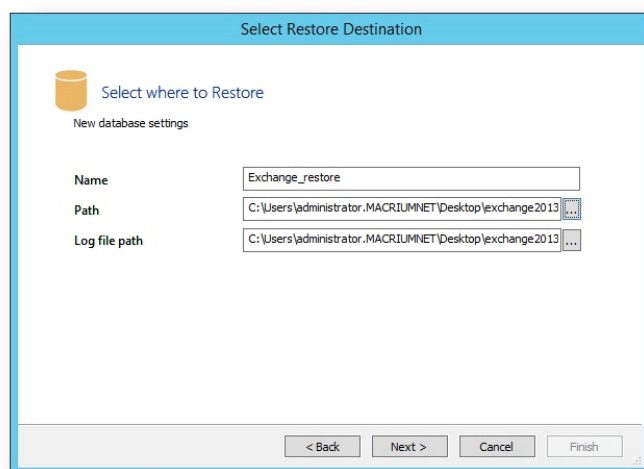 Select Restore Destination
Select where to Restore
New database settings
Name Exchange_restore
Path C:\Users\administrator.MACRIUMNET\Desktop\exchange2013 ...
Log file path C:\Users\administrator.MACRIUMNET\Desktop\exchange2013 ...
< Back Next > Cancel Finish